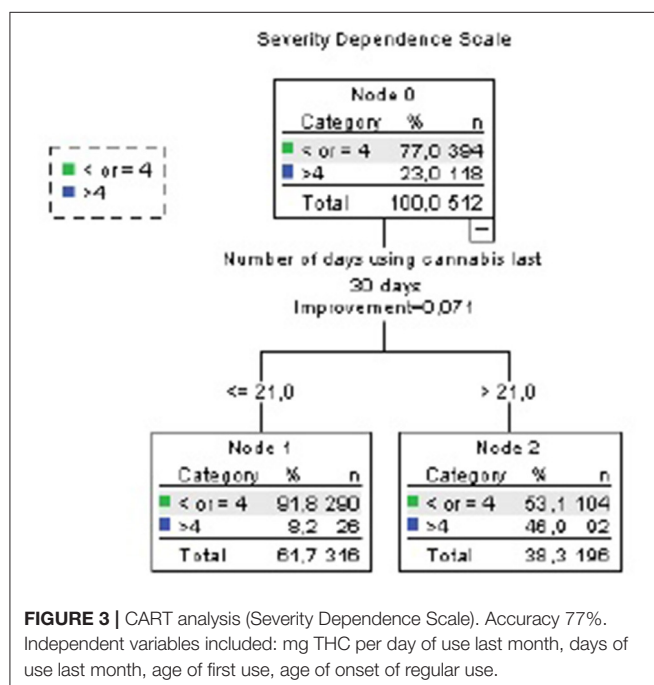 Severity Dependence Scale
Node 0
Category % n
< or = 4 77,0 394
>4 23,0 118
Total 100,0 512
< or = 4
>4
Number of days using cannabis last
30 days
Improvement=0,071
<= 21,0
> 21,0
Node 1
Category % n
< or = 4 91,8 290
>4 8,2 26
Total 61,7 316
Node 2
Category % n
< or = 4 53,1 104
>4
Total 38,3 196
FIGURE 3 | CART analysis (Severity Dependence Scale). Accuracy 77%.
Independent variables included: mg THC per day of use last month, days of
use last month, age of first use, age of onset of regular use.